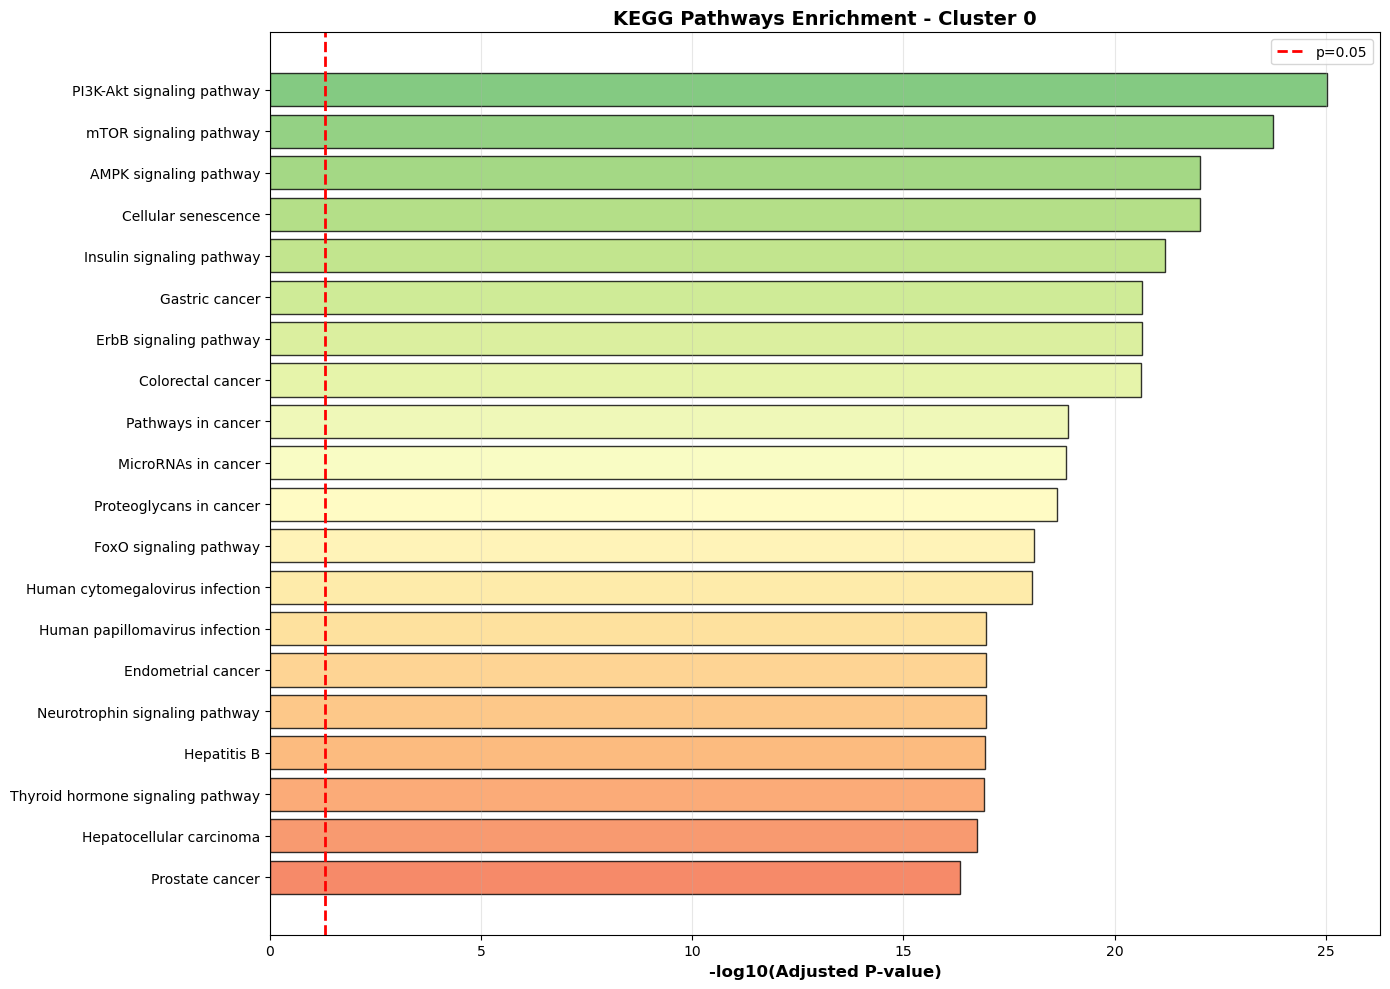 KEGG Pathways Enrichment - Cluster 0
p=0.05
PI3K-Akt signaling pathway
mTOR signaling pathway
AMPK signaling pathway
Cellular senescence
Insulin signaling pathway
Gastric cancer
ErbB signaling pathway
Colorectal cancer
Pathways in cancer
MicroRNAs in cancer
Proteoglycans in cancer
FoxO signaling pathway
Human cytomegalovirus infection
Human papillomavirus infection
Endometrial cancer
Neurotrophin signaling pathway
Hepatitis B
Thyroid hormone signaling pathway
Hepatocellular carcinoma
Prostate cancer
0 5 10 15 20 25
-log10(Adjusted P-value)